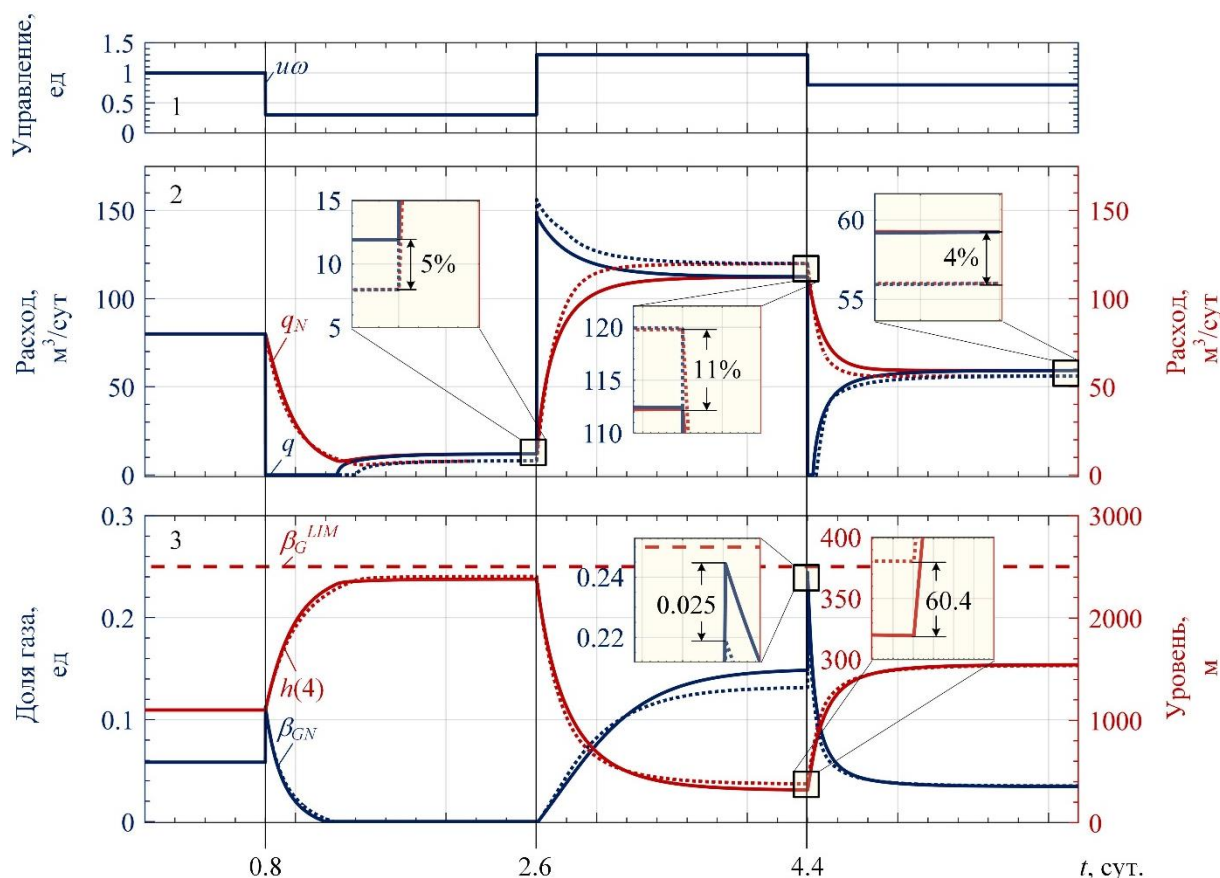 Управление,
ед
1.5
1
0.5
0
uω
1
Расход,
м³/сут
150
100
50
0
2
q_N
q
15
10
5
5%
120
115
110
11%
60
55
4%
150
100
50
0
Расход,
м³/сут
Доля газа,
ед
0.3
0.2
0.1
0
3
β_G^LIM
h(4)
β_GN
0.24
0.22
0.025
400
350
300
60.4
3000
2000
1000
0
Уровень,
м
0.8
2.6
4.4
t, сут.